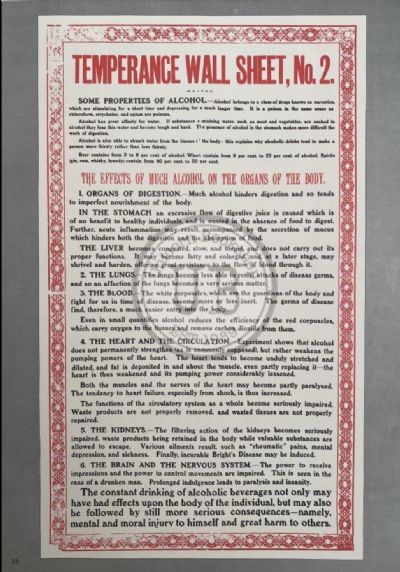 TEMPERANCE WALL SHEET, No. 2.
SOME PROPERTIES OF ALCOHOL.—Alcohol belongs to a class of drugs known as narcotics,
which are stimulating for a short time and depressing for a much longer time. It is a poison in the same sense as
chloroform, strychnine, and opium are poisons.
Alcohol has great affinity for water. If substances containing water, such as meat and vegetables, are soaked in
alcohol they lose this water and become tough and hard. The presence of alcohol in the stomach makes more difficult the
work of digestion.
Alcohol is also able to absorb water from the tissues of the body: this explains why alcoholic drinks tend to make a
person more thirsty rather than less thirsty.
Beer contains from 3 to 8 per cent of alcohol. Wines contain from 8 per cent to 23 per cent of alcohol. Spirits
(gin, rum, whisky, brandy) contain from 40 per cent to 50 per cent.
THE EFFECTS OF MUCH ALCOHOL ON THE ORGANS OF THE BODY.
1. ORGANS OF DIGESTION.—Much alcohol hinders digestion and so tends
to imperfect nourishment of the body.
IN THE STOMACH an excessive flow of digestive juice is caused which is
of no benefit to healthy individuals, and is wasted in the absence of food to digest.
Further, acute inflammation may result, accompanied by the secretion of mucus
which hinders both the digestion and the absorption of food.
THE LIVER becomes congested, slow, and torpid, and does not carry out its
proper functions. It may become fatty and enlarged, or, in a later stage, may
shrivel and harden, offering great resistance to the flow of blood through it.
2. THE LUNGS.—The lungs become less able to resist attacks of disease germs,
and so an affection of the lungs becomes a more serious matter.
3. THE BLOOD.—The white corpuscles, which are the guardians of the body and
fight for us in time of disease, become more or less inert. The germs of disease
find, therefore, an easier entry into the body.
Even in small quantities alcohol reduces the efficiency of the red corpuscles,
which carry oxygen to the tissues and remove carbon dioxide from them.
4. THE HEART AND THE CIRCULATION.—Experiment shows that alcohol
does not permanently strengthen, as is commonly supposed, but rather weakens the
pumping powers of the heart. The heart tends to become unduly stretched and
dilated, and fat is deposited in and about the muscle, even partly replacing it—the
heart is thus weakened and its pumping power considerably lessened.
Both the muscles and the nerves of the heart may become partly paralysed.
The tendency to heart failure, especially from shock, is thus increased.
The functions of the circulatory system as a whole become seriously impaired.
Waste products are not properly removed, and wasted tissues are not properly
repaired.
5. THE KIDNEYS.—The filtering action of the kidneys becomes seriously
impaired, waste products being retained in the body while valuable substances are
allowed to escape. Various ailments result, such as "rheumatic" pains, mental
depression, and sickness. Finally, incurable Bright's Disease may be induced.
6. THE BRAIN AND THE NERVOUS SYSTEM.—The power to receive
impressions and the power to control movements are impaired. This is seen in the
case of a drunken man. Prolonged indulgence leads to paralysis and insanity.
The constant drinking of alcoholic beverages not only may
have bad effects upon the body of the individual, but may also
be followed by still more serious consequences—namely,
mental and moral injury to himself and great harm to others.
32